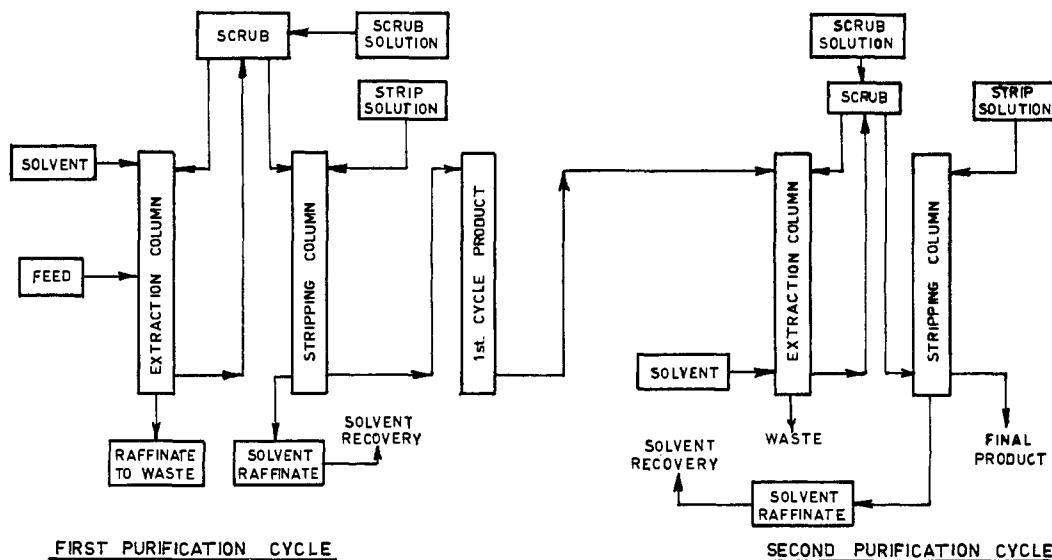 SCRUB
SCRUB
SOLUTION
STRIP
SOLUTION
SOLVENT
FEED
EXTRACTION COLUMN
STRIPPING COLUMN
1st. CYCLE PRODUCT
RAFFINATE
TO WASTE
SOLVENT
RAFFINATE
SOLVENT
RECOVERY
FIRST PURIFICATION CYCLE
SCRUB
SOLUTION
SCRUB
STRIP
SOLUTION
EXTRACTION COLUMN
STRIPPING COLUMN
SOLVENT
WASTE
FINAL
PRODUCT
SOLVENT
RECOVERY
SOLVENT
RAFFINATE
SECOND PURIFICATION CYCLE